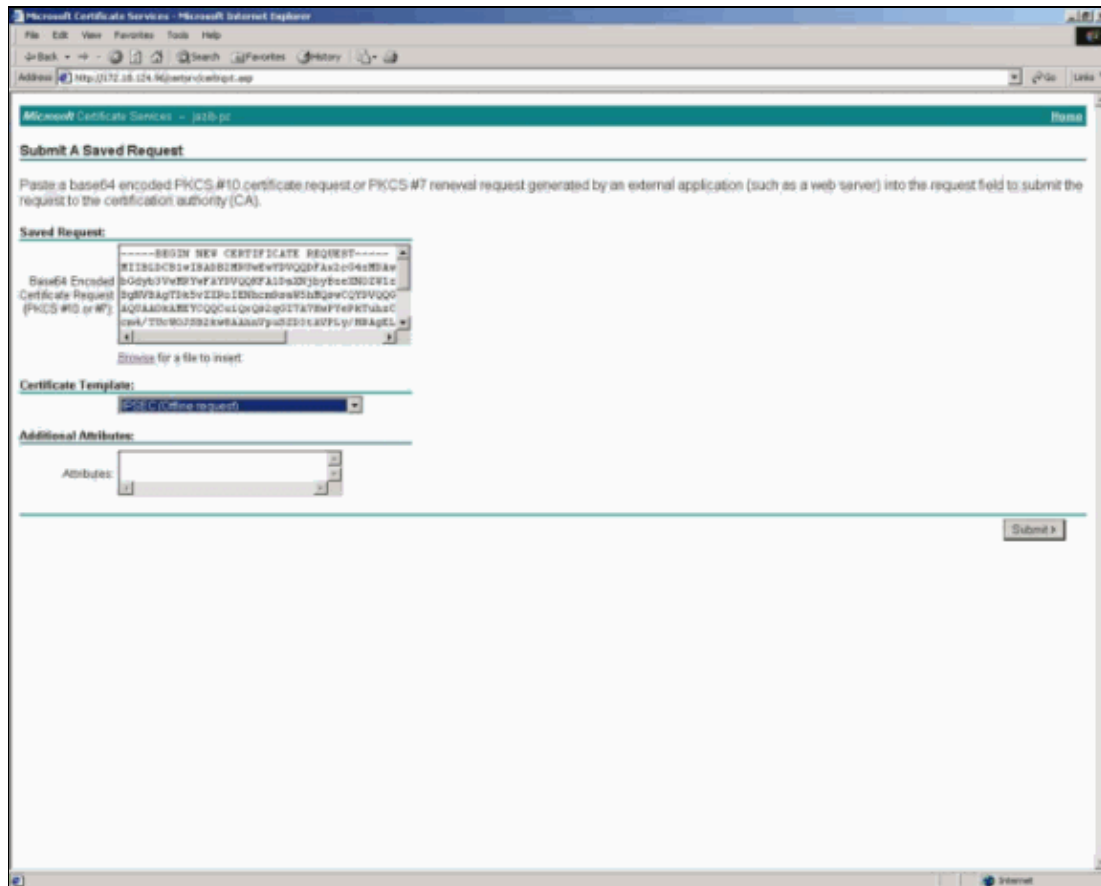 Microsoft Certificate Services - Microsoft Internet Explorer
File Edit View Favorites Tools Help
Back Search Favorites History
Address Go Links
Microsoft Certificate Services -- jazib-pc Home
Submit A Saved Request
Paste a base64 encoded PKCS #10 certificate request or PKCS #7 renewal request generated by an external application (such as a web server) into the request field to submit the
request to the certification authority (CA).
Saved Request:
-----BEGIN NEW CERTIFICATE REQUEST-----
Base64 Encoded
Certificate Request
(PKCS #10 or #7):
Browse for a file to insert.
Certificate Template:
IPSEC (Offline request)
Additional Attributes:
Attributes:
Submit >
Internet